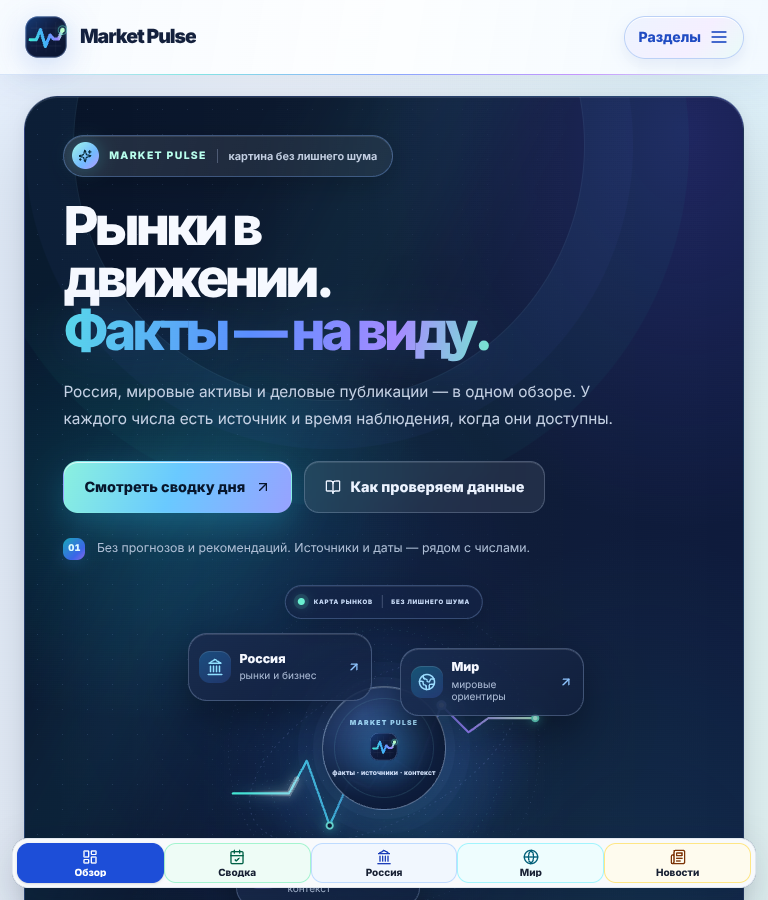 Market Pulse
Разделы
MARKET PULSE
картина без лишнего шума
Рынки в
движении.
Факты — на виду.
Россия, мировые активы и деловые публикации — в одном обзоре. У
каждого числа есть источник и время наблюдения, когда они доступны.
Смотреть сводку дня
Как проверяем данные
01
Без прогнозов и рекомендаций. Источники и даты — рядом с числами.
КАРТА РЫНКОВ
БЕЗ ЛИШНЕГО ШУМА
Россия
рынки и бизнес
Мир
мировые
ориентиры
MARKET PULSE
факты · источники · контекст
Обзор
Сводка
Россия
Мир
Новости
контекст